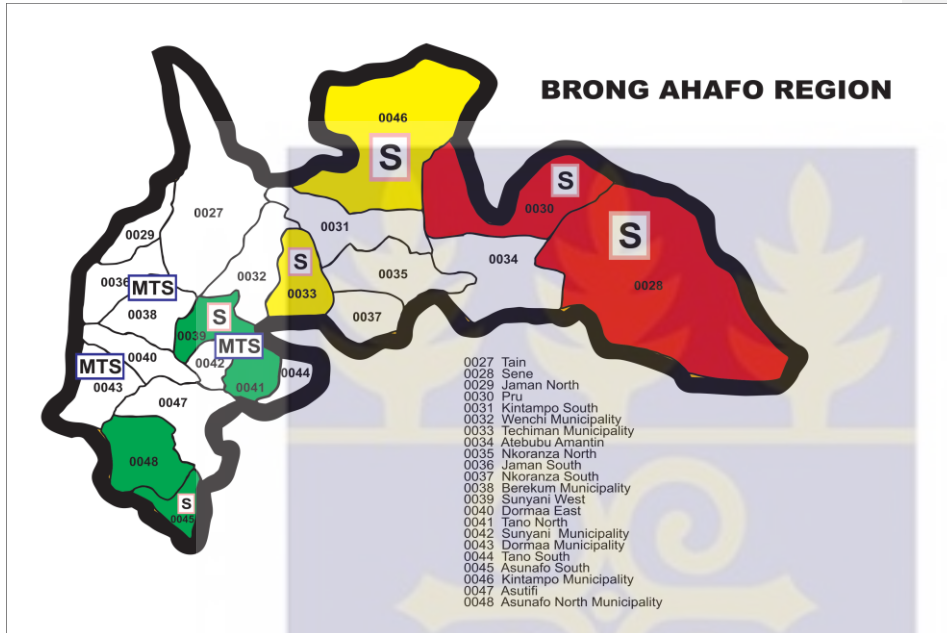 BRONG AHAFO REGION
0046
S
S
0030
0027
0031
S
0029
0034
S
0032
0035
0036
MTS
0033
0028
0038
S
0037
0039
MTS
0040
0042
MTS
0043
0041
0044
0047
0048
S
0045
0027 Tain
0028 Sene
0029 Jaman North
0030 Pru
0031 Kintampo South
0032 Wenchi Municipality
0033 Techiman Municipality
0034 Atebubu Amantin
0035 Nkoranza North
0036 Jaman South
0037 Nkoranza South
0038 Berekum Municipality
0039 Sunyani West
0040 Dormaa East
0041 Tano North
0042 Sunyani Municipality
0043 Dormaa Municipality
0044 Tano South
0045 Asunafo South
0046 Kintampo Municipality
0047 Asutifi
0048 Asunafo North Municipality